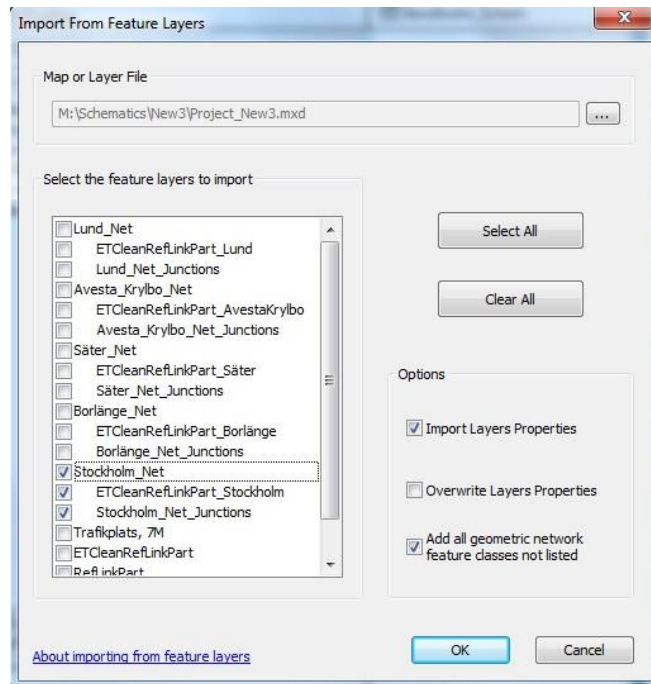 Import From Feature Layers
Map or Layer File
M:\Schematics\New3\Project_New3.mxd
...
Select the feature layers to import
Lund_Net
ETCleanRefLinkPart_Lund
Lund_Net_Junctions
Avesta_Krylbo_Net
ETCleanRefLinkPart_AvestaKrylbo
Avesta_Krylbo_Net_Junctions
Säter_Net
ETCleanRefLinkPart_Säter
Säter_Net_Junctions
Borlänge_Net
ETCleanRefLinkPart_Borlänge
Borlänge_Net_Junctions
Stockholm_Net
ETCleanRefLinkPart_Stockholm
Stockholm_Net_Junctions
Trafikplats, 7M
ETCleanRefLinkPart
RefLinkPart
Select All
Clear All
Options
Import Layers Properties
Overwrite Layers Properties
Add all geometric network
feature classes not listed
About importing from feature layers
OK
Cancel